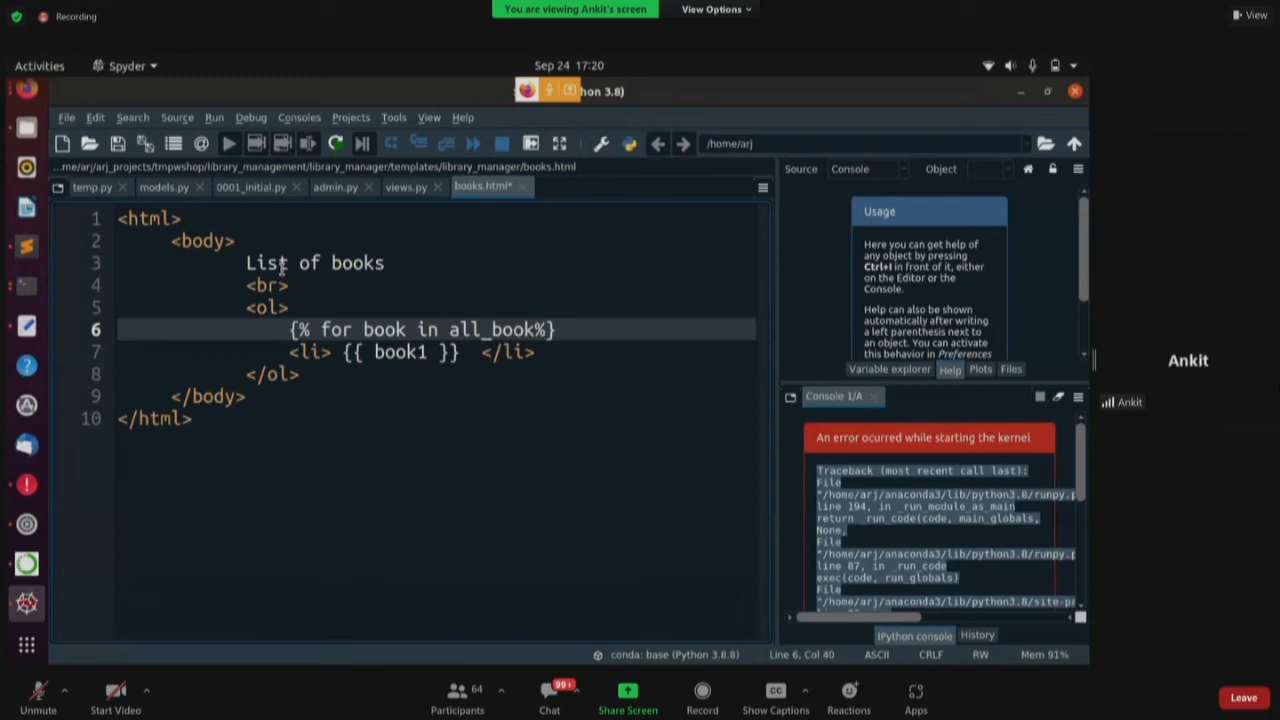 Recording
You are viewing Ankit's screen
View Options
View
Activities
Spyder
Sep 24 17:20
hon 3.8)
File Edit Search Source Run Debug Consoles Projects Tools View Help
/home/arj
...me/arj/arj_projects/tmpwshop/library_management/library_manager/templates/library_manager/books.html
Source Console Object
temp.py models.py 0001_initial.py admin.py views.py books.html*
1 <html>
2 <body>
3 List of books
4 <br>
5 <ol>
6 {% for book in all_book%}
7 <li> {{ book1 }} </li>
8 </ol>
9 </body>
10 </html>
Usage
Here you can get help of
any object by pressing
Ctrl+I in front of it, either
on the Editor or the
Console.
Help can also be shown
automatically after writing
a left parenthesis next to
an object. You can activate
this behavior in Preferences
Variable explorer Help Plots Files
Console 1/A
An error ocurred while starting the kernel
Traceback (most recent call last):
File
"/home/arj/anaconda3/lib/python3.8/runpy.p
line 194, in _run_module_as_main
return _run_code(code, main_globals,
None,
File
"/home/arj/anaconda3/lib/python3.8/runpy.p
line 87, in _run_code
exec(code, run_globals)
File
"/home/arj/anaconda3/lib/python3.8/site-pa
IPython console History
conda: base (Python 3.8.8) Line 6, Col 40 ASCII CRLF RW Mem 91%
Ankit
Ankit
Unmute
Start Video
64
Participants
99+
Chat
Share Screen
Record
CC
Show Captions
Reactions
Apps
Leave